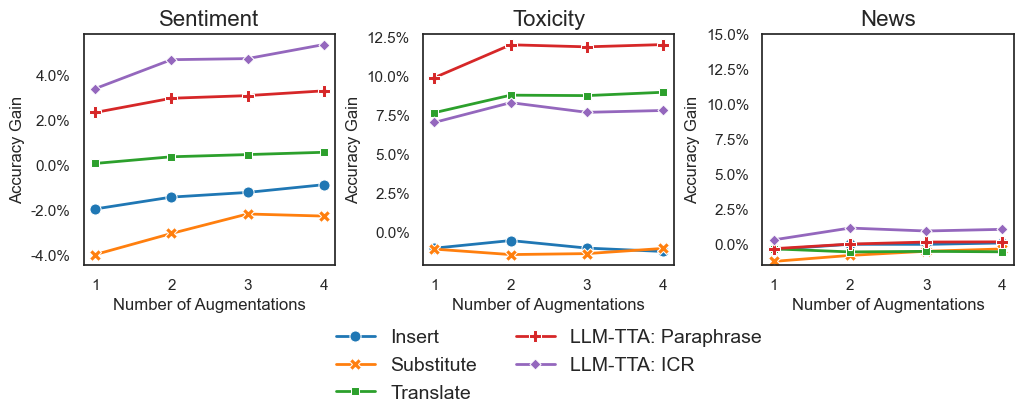 Sentiment
Accuracy Gain
4.0%
2.0%
0.0%
-2.0%
-4.0%
1 2 3 4
Number of Augmentations
Toxicity
Accuracy Gain
12.5%
10.0%
7.5%
5.0%
2.5%
0.0%
1 2 3 4
Number of Augmentations
News
Accuracy Gain
15.0%
12.5%
10.0%
7.5%
5.0%
2.5%
0.0%
1 2 3 4
Number of Augmentations
Insert
Substitute
Translate
LLM-TTA: Paraphrase
LLM-TTA: ICR